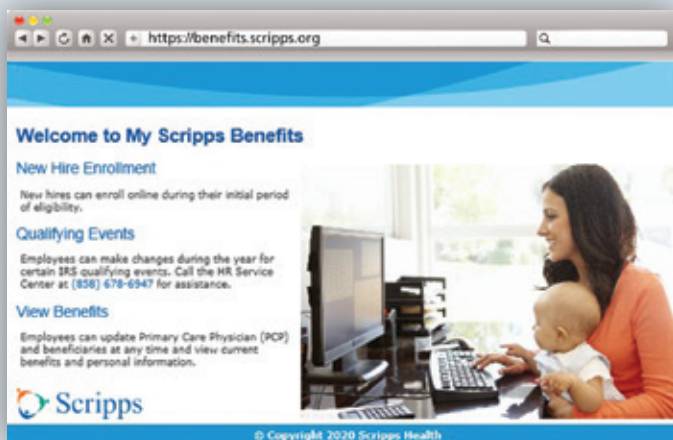 https://benefits.scripps.org
Welcome to My Scripps Benefits
New Hire Enrollment
New hires can enroll online during their initial period
of eligibility.
Qualifying Events
Employees can make changes during the year for
certain IRS qualifying events. Call the HR Service
Center at (858) 678-6947 for assistance.
View Benefits
Employees can update Primary Care Physician (PCP)
and beneficiaries at any time and view current
benefits and personal information.
Scripps
© Copyright 2020 Scripps Health